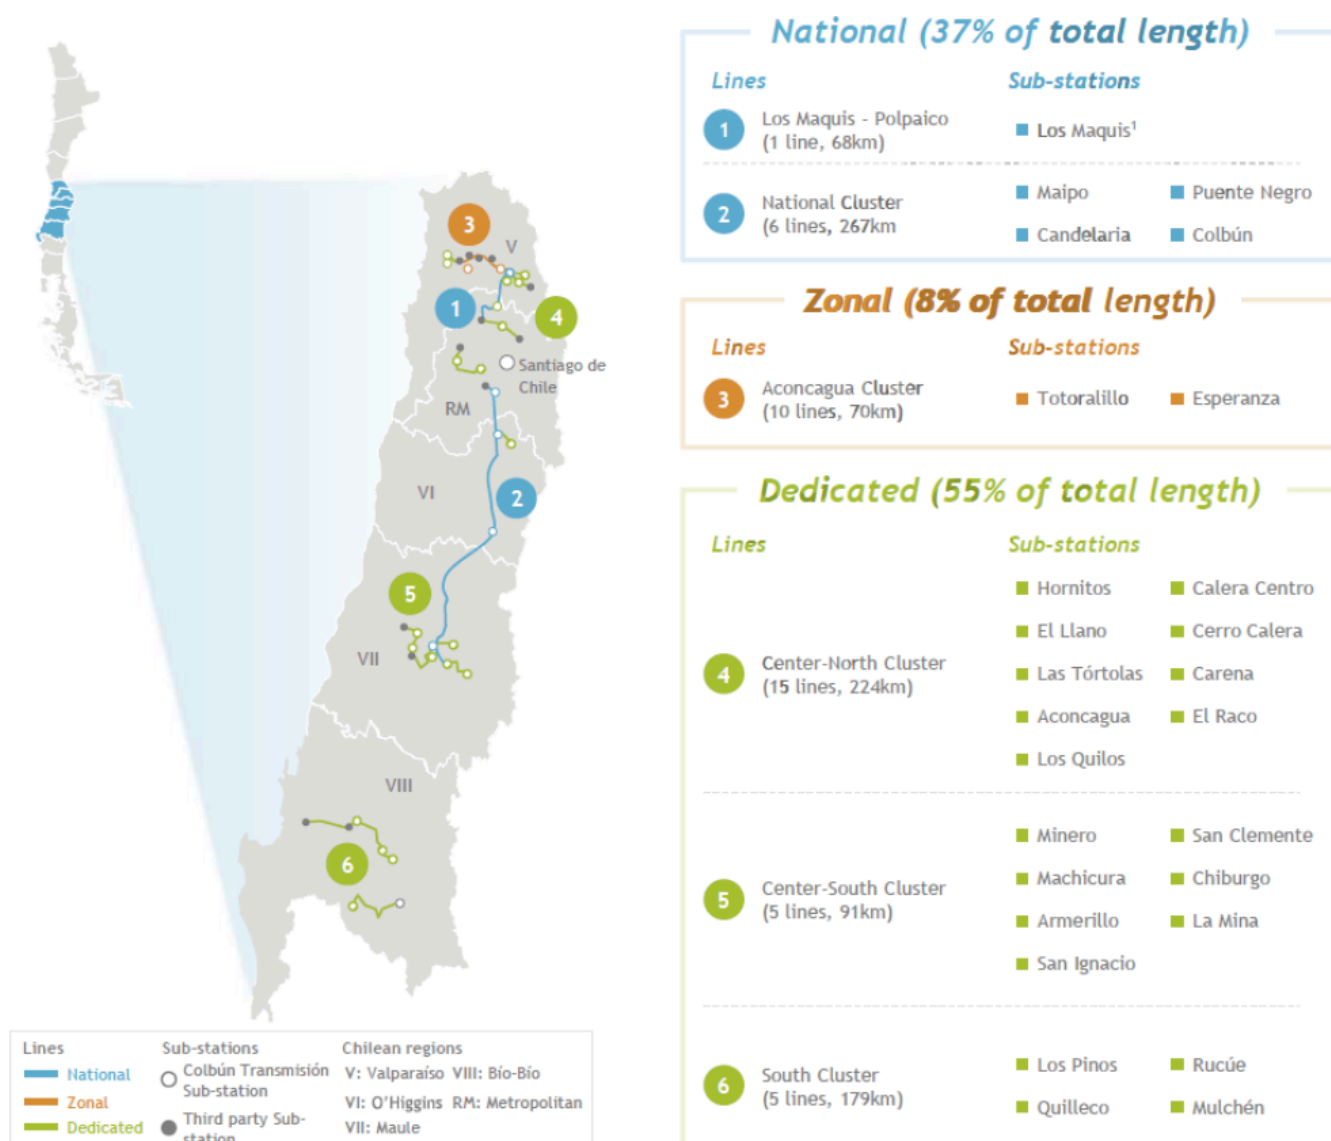 3
V
1
4
Santiago de
Chile
RM
VI
2
5
VII
VIII
6
Lines
National
Zonal
Dedicated
Sub-stations
Colbún Transmisión
Sub-station
Third party Sub-
station
Chilean regions
V: Valparaíso VIII: Bío-Bío
VI: O'Higgins RM: Metropolitan
VII: Maule
National (37% of total length)
Lines
Sub-stations
1
Los Maquis - Polpaico
(1 line, 68km)
Los Maquis¹
2
National Cluster
(6 lines, 267km
Maipo
Puente Negro
Candelaria
Colbún
Zonal (8% of total length)
Lines
Sub-stations
3
Aconcagua Cluster
(10 lines, 70km)
Totoralillo
Esperanza
Dedicated (55% of total length)
Lines
Sub-stations
4
Center-North Cluster
(15 lines, 224km)
Hornitos
Calera Centro
El Llano
Cerro Calera
Las Tórtolas
Carena
Aconcagua
El Raco
Los Quilos
5
Center-South Cluster
(5 lines, 91km)
Minero
San Clemente
Machicura
Chiburgo
Armerillo
La Mina
San Ignacio
6
South Cluster
(5 lines, 179km)
Los Pinos
Rucúe
Quilleco
Mulchén